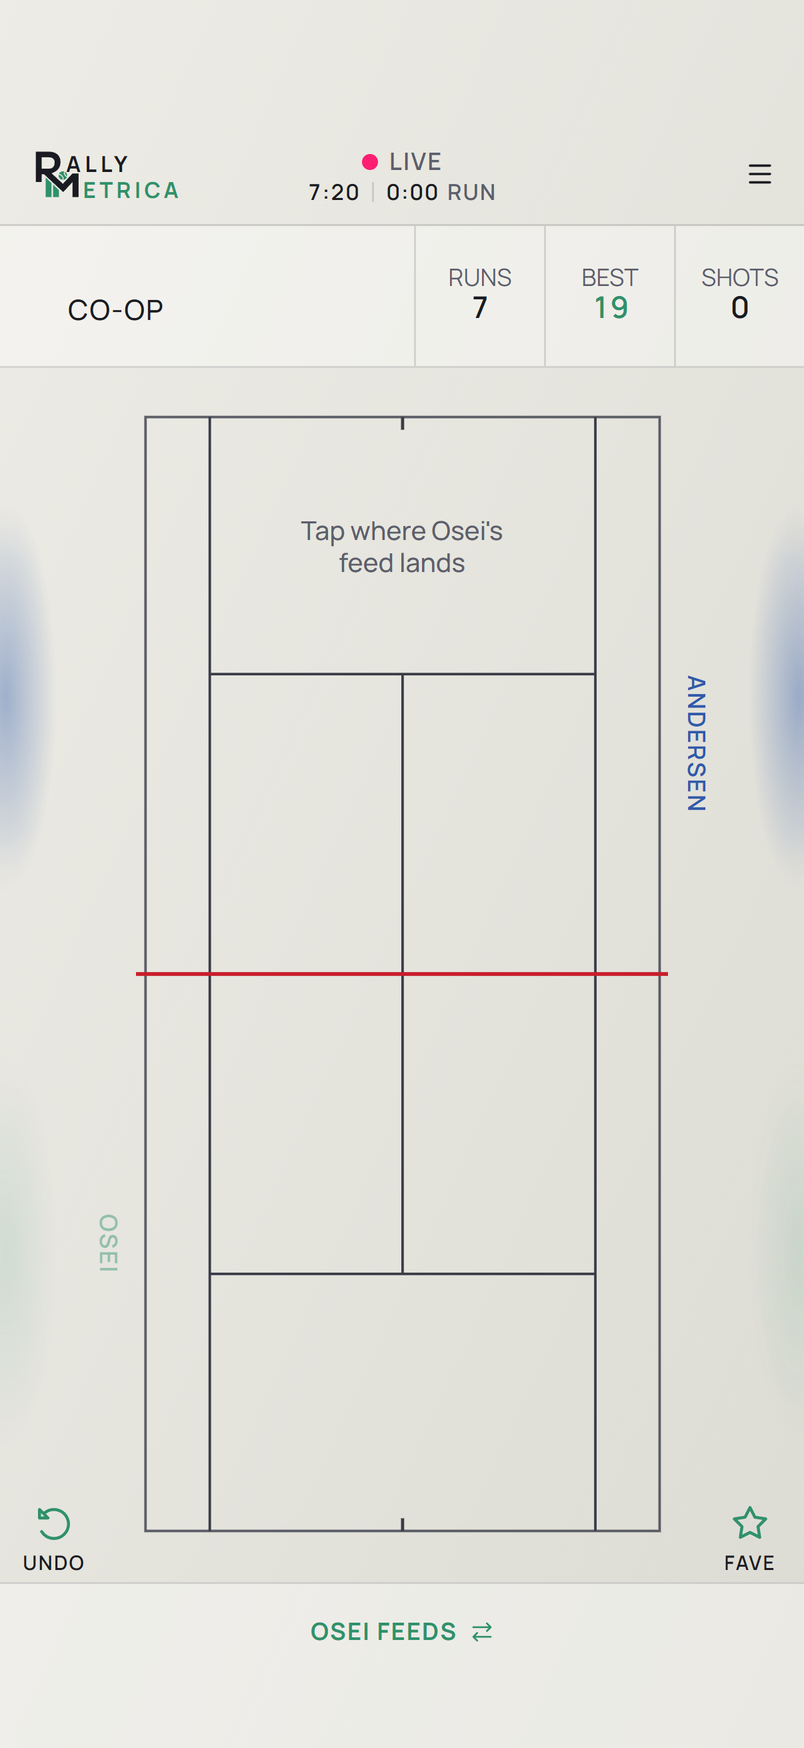 RALLY
METRICA
LIVE
7:20 | 0:00 RUN
CO-OP
RUNS
7
BEST
19
SHOTS
0
Tap where Osei's
feed lands
ANDERSEN
OSEI
UNDO
FAVE
OSEI FEEDS